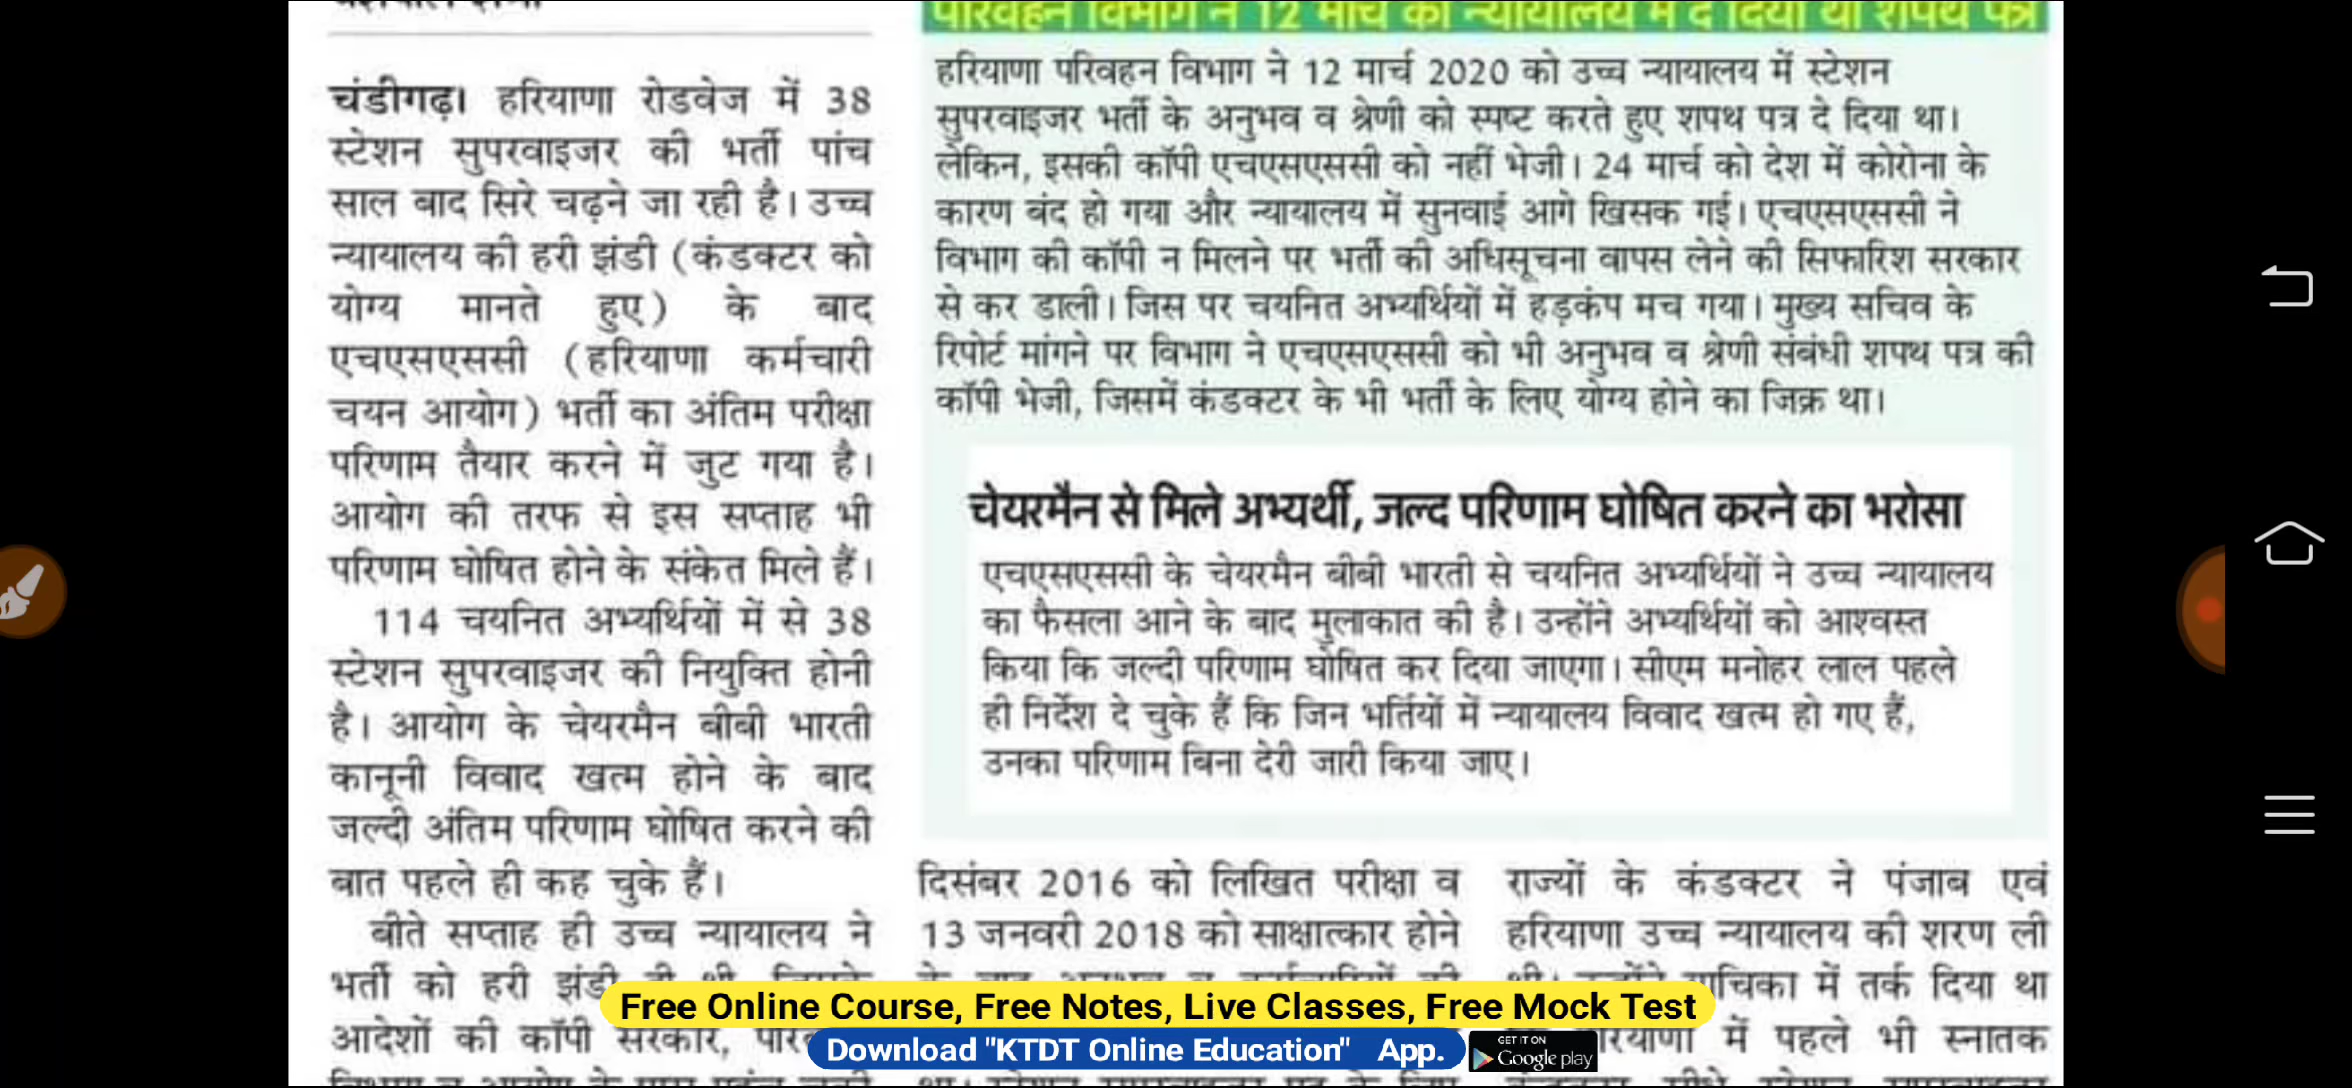 परिवहन विभाग ने 12 मार्च को न्यायालय में दे दिया था शपथ पत्र
चंडीगढ़। हरियाणा रोडवेज में 38
स्टेशन सुपरवाइजर की भर्ती पांच
साल बाद सिरे चढ़ने जा रही है। उच्च
न्यायालय की हरी झंडी (कंडक्टर को
योग्य मानते हुए) के बाद
एचएसएससी (हरियाणा कर्मचारी
चयन आयोग) भर्ती का अंतिम परीक्षा
परिणाम तैयार करने में जुट गया है।
आयोग की तरफ से इस सप्ताह भी
परिणाम घोषित होने के संकेत मिले हैं।
114 चयनित अभ्यर्थियों में से 38
स्टेशन सुपरवाइजर की नियुक्ति होनी
है। आयोग के चेयरमैन बीबी भारती
कानूनी विवाद खत्म होने के बाद
जल्दी अंतिम परिणाम घोषित करने की
बात पहले ही कह चुके हैं।
बीते सप्ताह ही उच्च न्यायालय ने
भर्ती को हरी झंडी
आदेशों की कॉपी सरकार,
हरियाणा परिवहन विभाग ने 12 मार्च 2020 को उच्च न्यायालय में स्टेशन
सुपरवाइजर भर्ती के अनुभव व श्रेणी को स्पष्ट करते हुए शपथ पत्र दे दिया था।
लेकिन, इसकी कॉपी एचएसएससी को नहीं भेजी। 24 मार्च को देश में कोरोना के
कारण बंद हो गया और न्यायालय में सुनवाई आगे खिसक गई। एचएसएससी ने
विभाग की कॉपी न मिलने पर भर्ती की अधिसूचना वापस लेने की सिफारिश सरकार
से कर डाली। जिस पर चयनित अभ्यर्थियों में हड़कंप मच गया। मुख्य सचिव के
रिपोर्ट मांगने पर विभाग ने एचएसएससी को भी अनुभव व श्रेणी संबंधी शपथ पत्र की
कॉपी भेजी, जिसमें कंडक्टर के भी भर्ती के लिए योग्य होने का जिक्र था।
चेयरमैन से मिले अभ्यर्थी, जल्द परिणाम घोषित करने का भरोसा
एचएसएससी के चेयरमैन बीबी भारती से चयनित अभ्यर्थियों ने उच्च न्यायालय
का फैसला आने के बाद मुलाकात की है। उन्होंने अभ्यर्थियों को आश्वस्त
किया कि जल्दी परिणाम घोषित कर दिया जाएगा। सीएम मनोहर लाल पहले
ही निर्देश दे चुके हैं कि जिन भर्तियों में न्यायालय विवाद खत्म हो गए हैं,
उनका परिणाम बिना देरी जारी किया जाए।
दिसंबर 2016 को लिखित परीक्षा व
13 जनवरी 2018 को साक्षात्कार होने
राज्यों के कंडक्टर ने पंजाब एवं
हरियाणा उच्च न्यायालय की शरण ली
में तर्क दिया था
में पहले भी स्नातक
Free Online Course, Free Notes, Live Classes, Free Mock Test
Download "KTDT Online Education" App.
GET IT ON
Google play